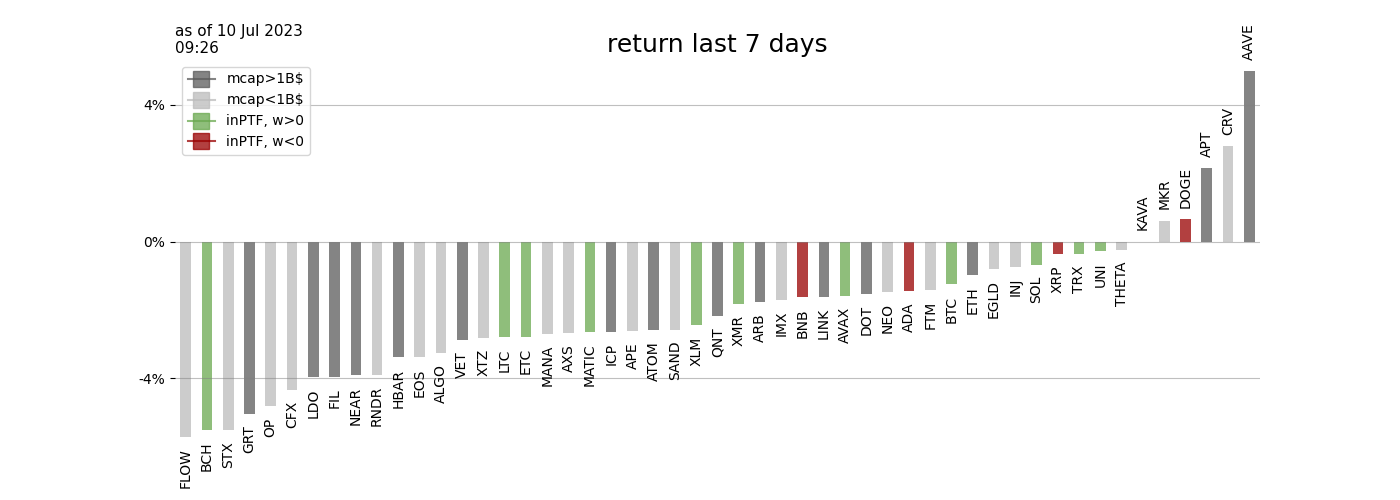 as of 10 Jul 2023
09:26
return last 7 days
mcap>1B$
mcap<1B$
inPTF, w>0
inPTF, w<0
4%
0%
-4%
FLOW
BCH
STX
GRT
OP
CFX
LDO
FIL
NEAR
RNDR
HBAR
EOS
ALGO
VET
XTZ
LTC
ETC
MANA
AXS
MATIC
ICP
APE
ATOM
SAND
XLM
QNT
XMR
ARB
IMX
BNB
LINK
AVAX
DOT
NEO
ADA
FTM
BTC
ETH
EGLD
INJ
SOL
XRP
TRX
UNI
THETA
KAVA
MKR
DOGE
APT
CRV
AAVE